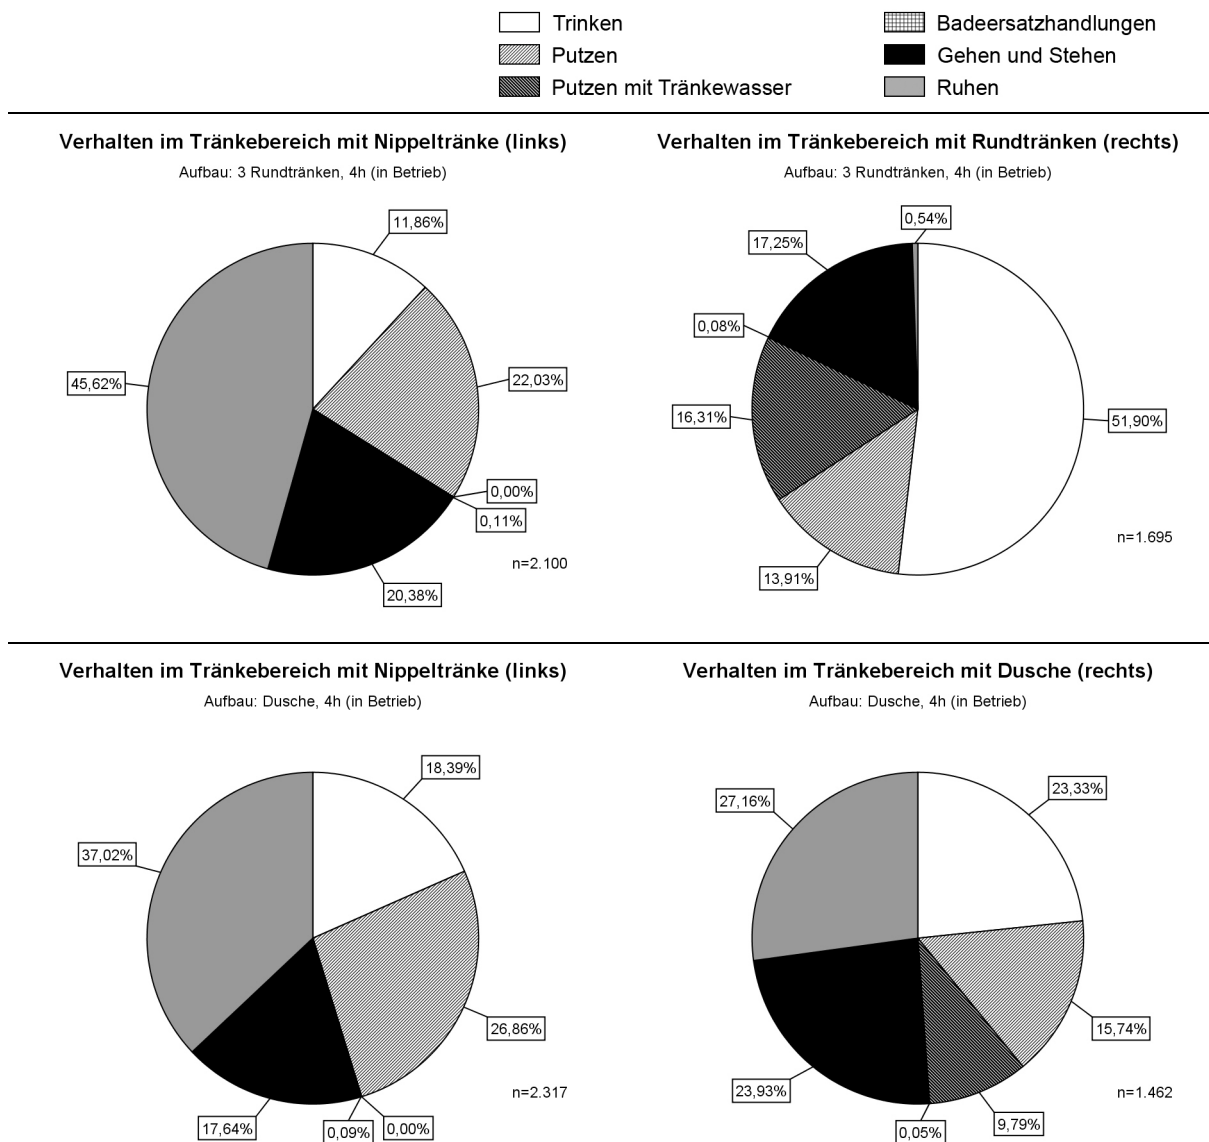 Trinken
Putzen
Putzen mit Tränkewasser
Badeersatzhandlungen
Gehen und Stehen
Ruhen
Verhalten im Tränkebereich mit Nippeltränke (links)
Aufbau: 3 Rundtränken, 4h (in Betrieb)
11,86%
22,03%
0,00%
0,11%
20,38%
45,62%
n=2.100
Verhalten im Tränkebereich mit Rundtränken (rechts)
Aufbau: 3 Rundtränken, 4h (in Betrieb)
0,54%
17,25%
0,08%
16,31%
13,91%
51,90%
n=1.695
Verhalten im Tränkebereich mit Nippeltränke (links)
Aufbau: Dusche, 4h (in Betrieb)
18,39%
37,02%
26,86%
17,64%
0,09%
0,00%
n=2.317
Verhalten im Tränkebereich mit Dusche (rechts)
Aufbau: Dusche, 4h (in Betrieb)
23,33%
27,16%
15,74%
23,93%
0,05%
9,79%
n=1.462